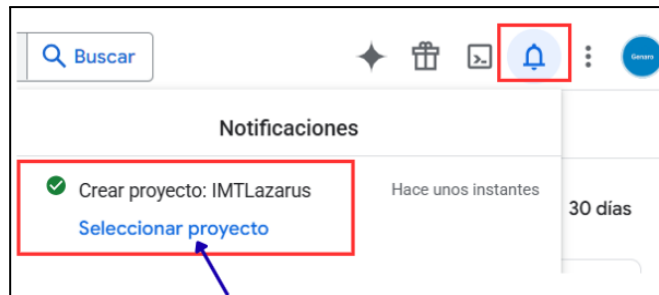 Buscar
Genaro
Notificaciones
Crear proyecto: IMTLazarus
Hace unos instantes
Seleccionar proyecto
30 días